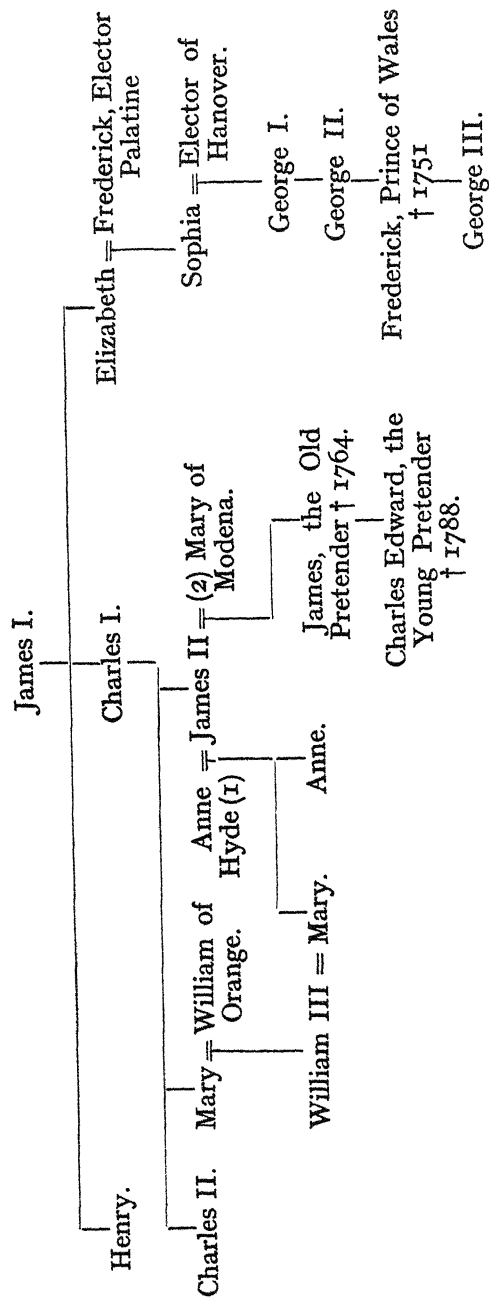 James I.
Henry.
Charles I.
Elizabeth = Frederick, Elector
Palatine
Charles II.
Mary = William of
Orange.
Anne = James II = (2) Mary of
Hyde (1)
Modena.
Sophia = Elector of
Hanover.
William III = Mary.
Anne.
James, the Old
Pretender † 1764.
George I.
George II.
Charles Edward, the
Young Pretender
† 1788.
Frederick, Prince of Wales
† 1751
George III.